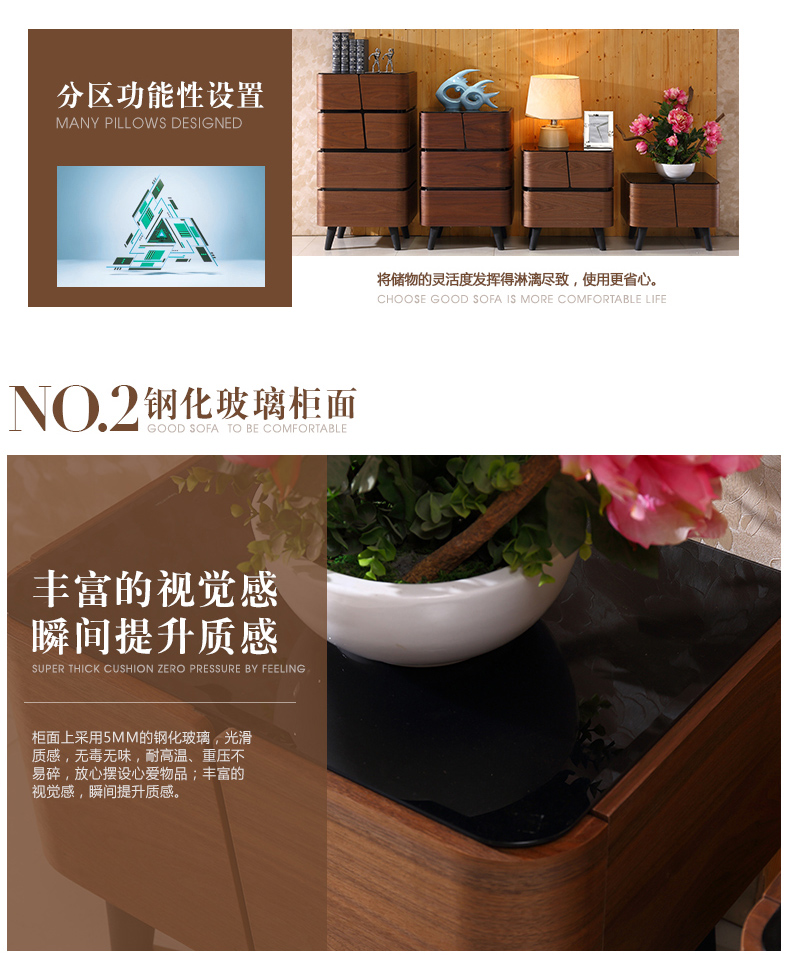 分区功能性设置
MANY PILLOWS DESIGNED
将储物的灵活度发挥得淋漓尽致，使用更省心。
CHOOSE GOOD SOFA IS MORE COMFORTABLE LIFE
NO.2钢化玻璃柜面
GOOD SOFA TO BE COMFORTABLE
丰富的视觉感
瞬间提升质感
SUPER THICK CUSHION ZERO PRESSURE BY FEELING
柜面上采用5MM的钢化玻璃，光滑
质感，无毒无味，耐高温、重压不
易碎，放心摆设心爱物品；丰富的
视觉感，瞬间提升质感。